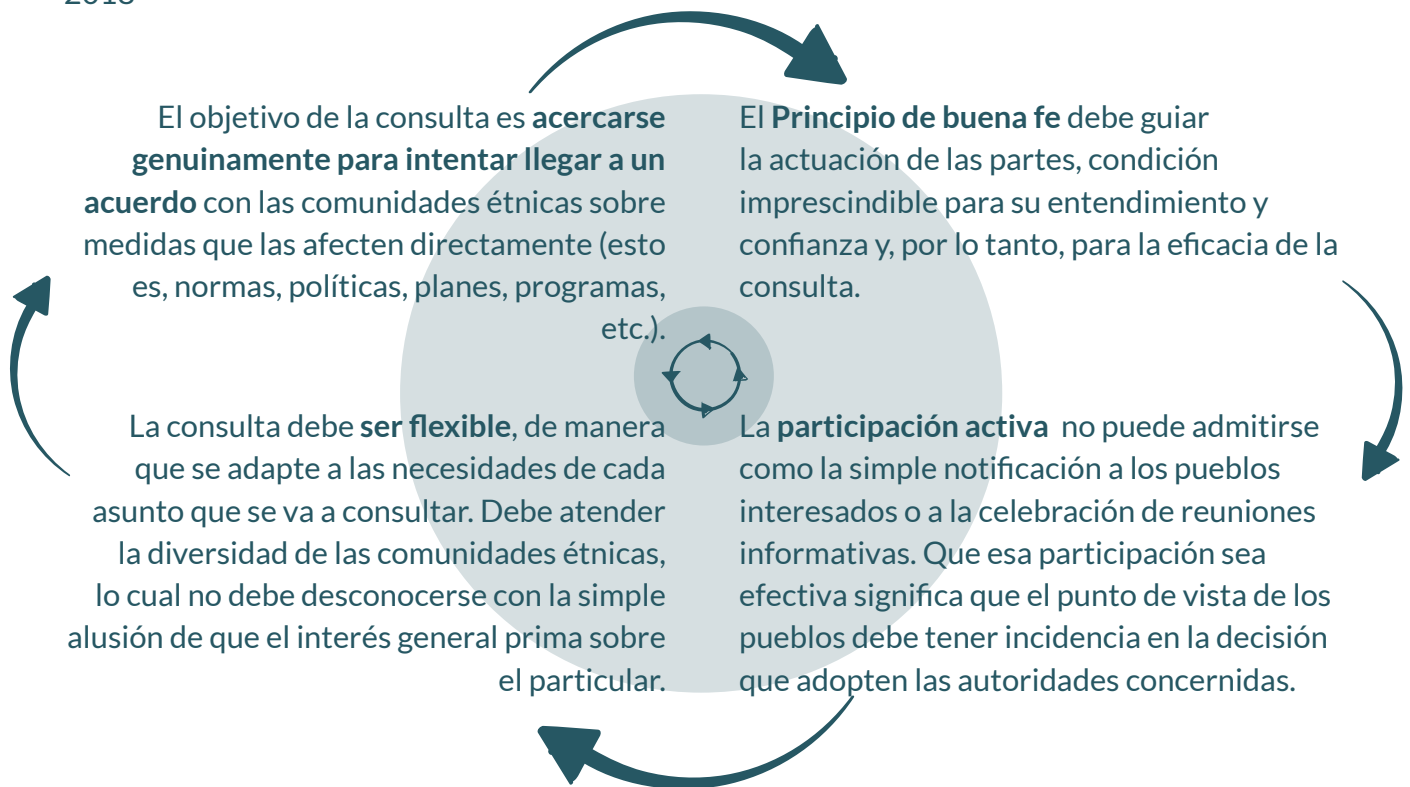 El objetivo de la consulta es acercarse
genuinamente para intentar llegar a un
acuerdo con las comunidades étnicas sobre
medidas que las afecten directamente (esto
es, normas, políticas, planes, programas,
etc.).
El Principio de buena fe debe guiar
la actuación de las partes, condición
imprescindible para su entendimiento y
confianza y, por lo tanto, para la eficacia de la
consulta.
La consulta debe ser flexible, de manera
que se adapte a las necesidades de cada
asunto que se va a consultar. Debe atender
la diversidad de las comunidades étnicas,
lo cual no debe desconocerse con la simple
alusión de que el interés general prima sobre
el particular.
La participación activa  no puede admitirse
como la simple notificación a los pueblos
interesados o a la celebración de reuniones
informativas. Que esa participación sea
efectiva significa que el punto de vista de los
pueblos debe tener incidencia en la decisión
que adopten las autoridades concernidas.